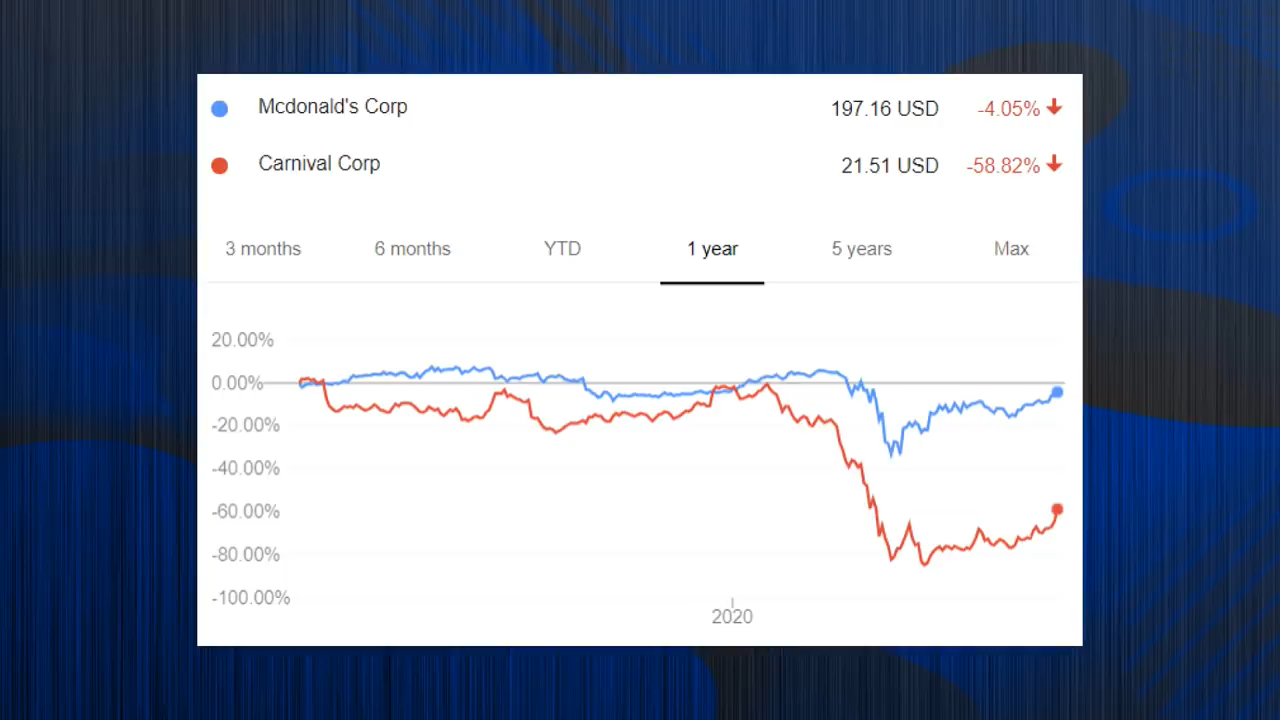 Mcdonald's Corp 197.16 USD -4.05%
Carnival Corp 21.51 USD -58.82%
3 months 6 months YTD 1 year 5 years Max
20.00%
0.00%
-20.00%
-40.00%
-60.00%
-80.00%
-100.00%
2020